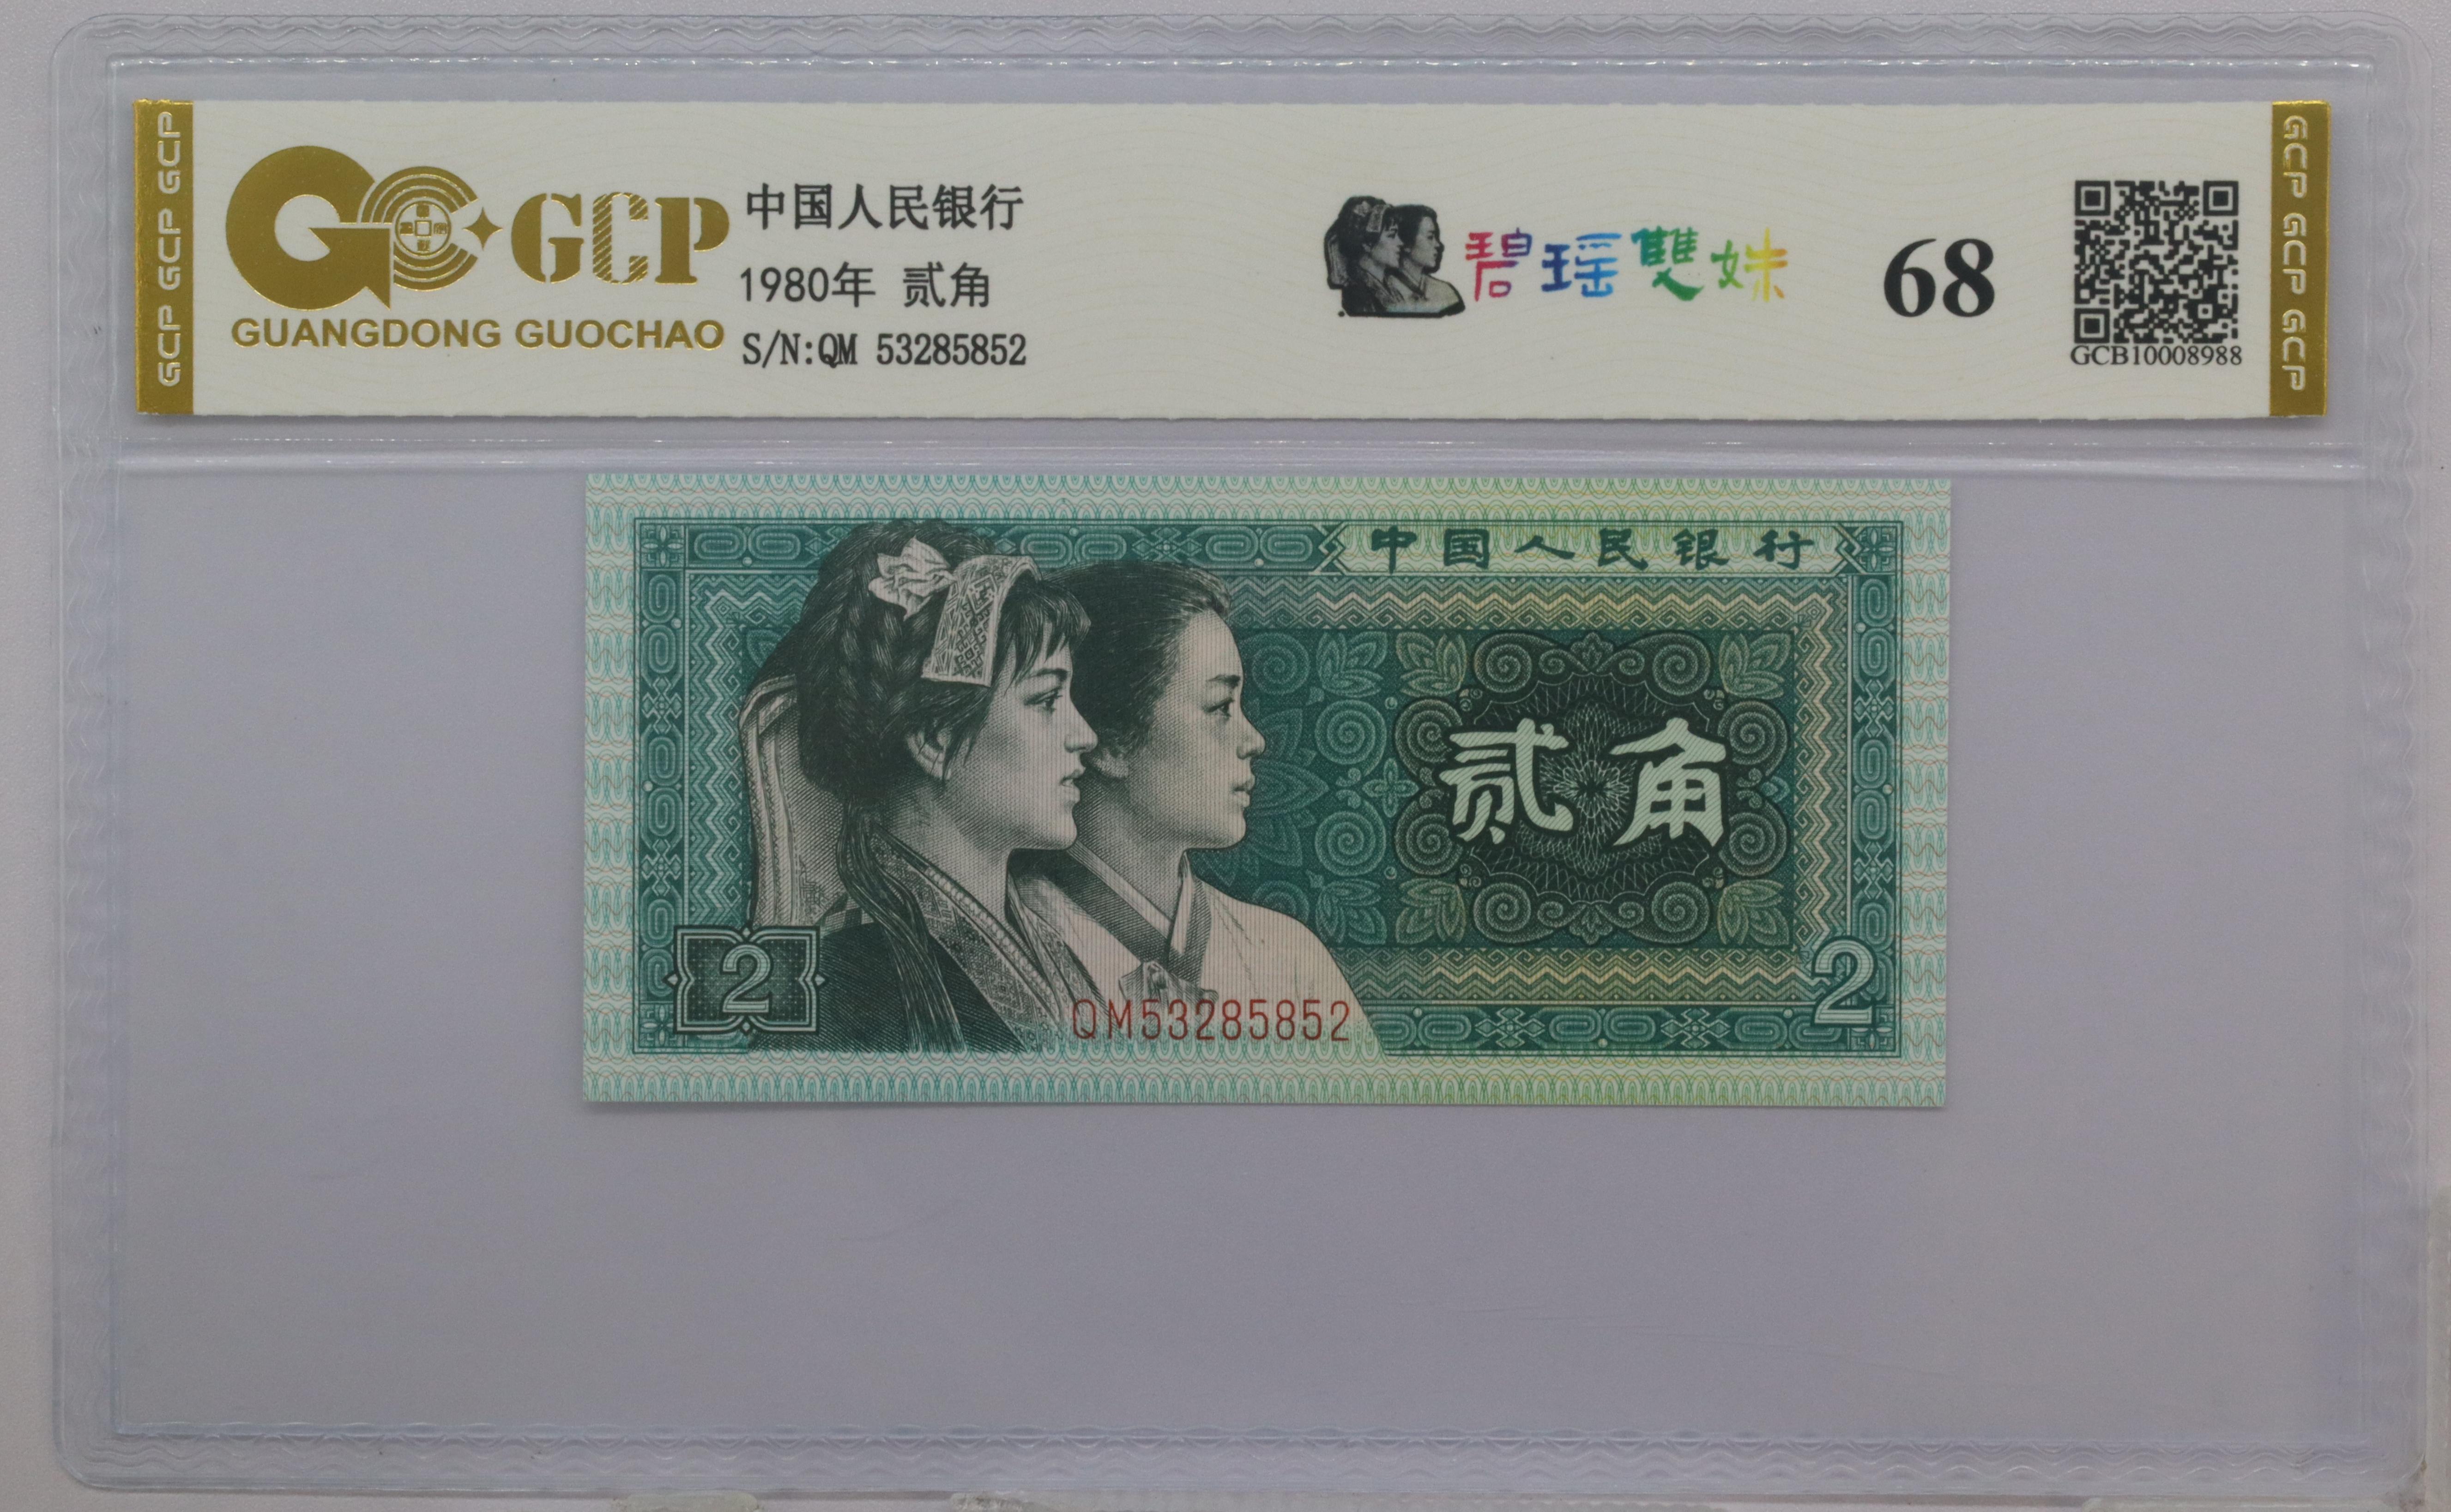 GCP GCP GCP
GCP
GUANGDONG GUOCHAO
中国人民银行
1980年 贰角
S/N:QM 53285852
碧瑶雙姝
68
GCB10008988
GCP GCP GCP
中国人民银行
贰角
2
2
QM53285852